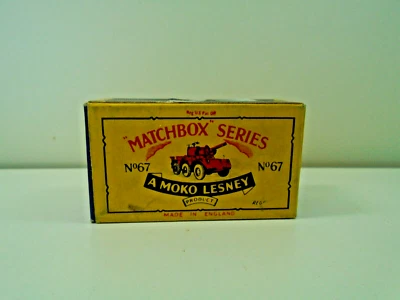 "MATCHBOX" SERIES
No67
No67
A MOKO LESNEY
PRODUCT
MADE IN ENGLAND